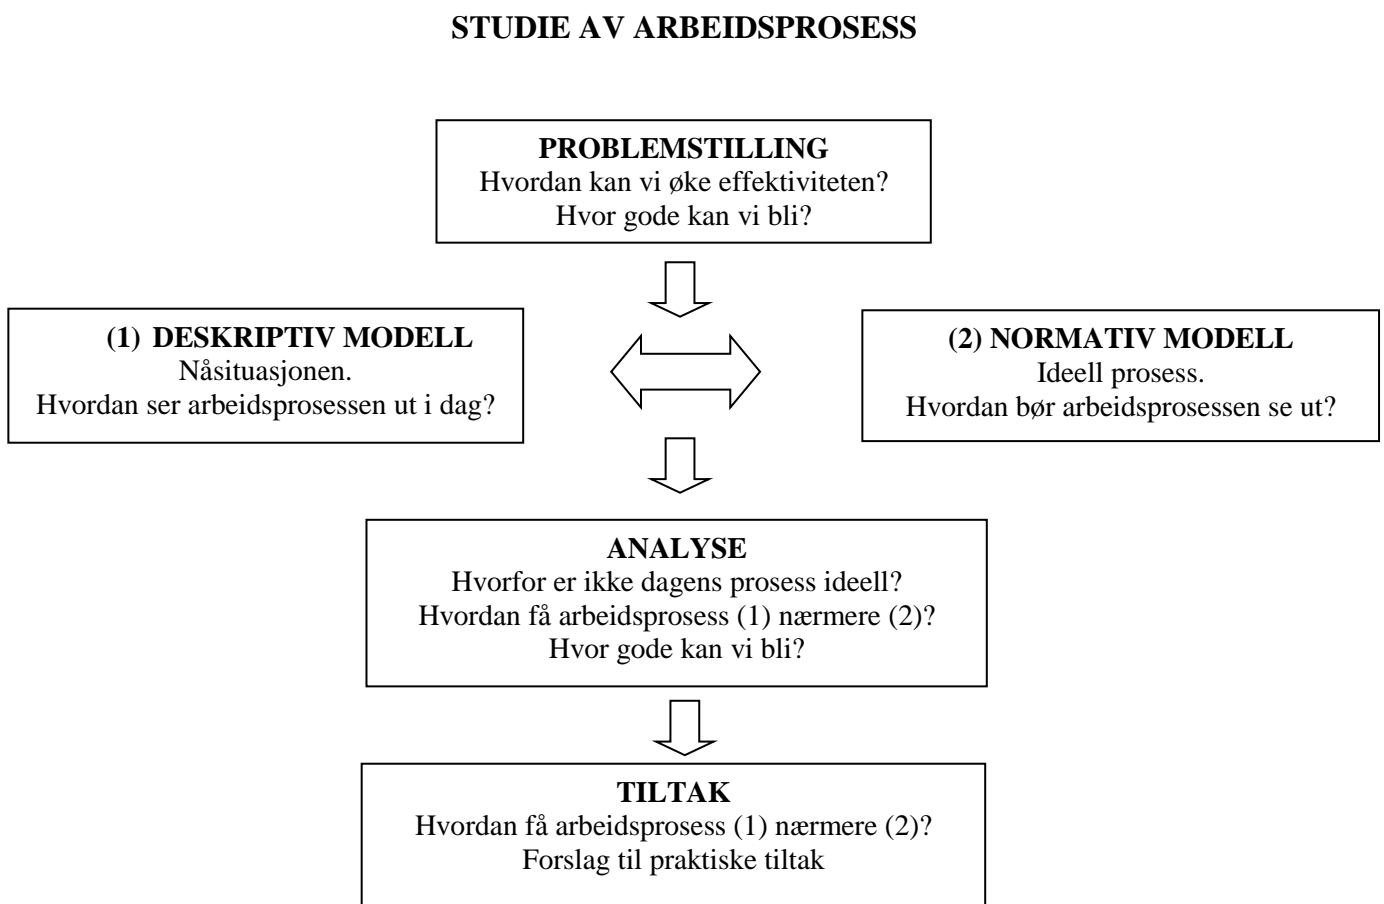 STUDIE AV ARBEIDSPROSESS
PROBLEMSTILLING
Hvordan kan vi øke effektiviteten?
Hvor gode kan vi bli?
(1) DESKRIPTIV MODELL
Nåsituasjonen.
Hvordan ser arbeidsprosessen ut i dag?
(2) NORMATIV MODELL
Ideell prosess.
Hvordan bør arbeidsprosessen se ut?
ANALYSE
Hvorfor er ikke dagens prosess ideell?
Hvordan få arbeidsprosess (1) nærmere (2)?
Hvor gode kan vi bli?
TILTAK
Hvordan få arbeidsprosess (1) nærmere (2)?
Forslag til praktiske tiltak